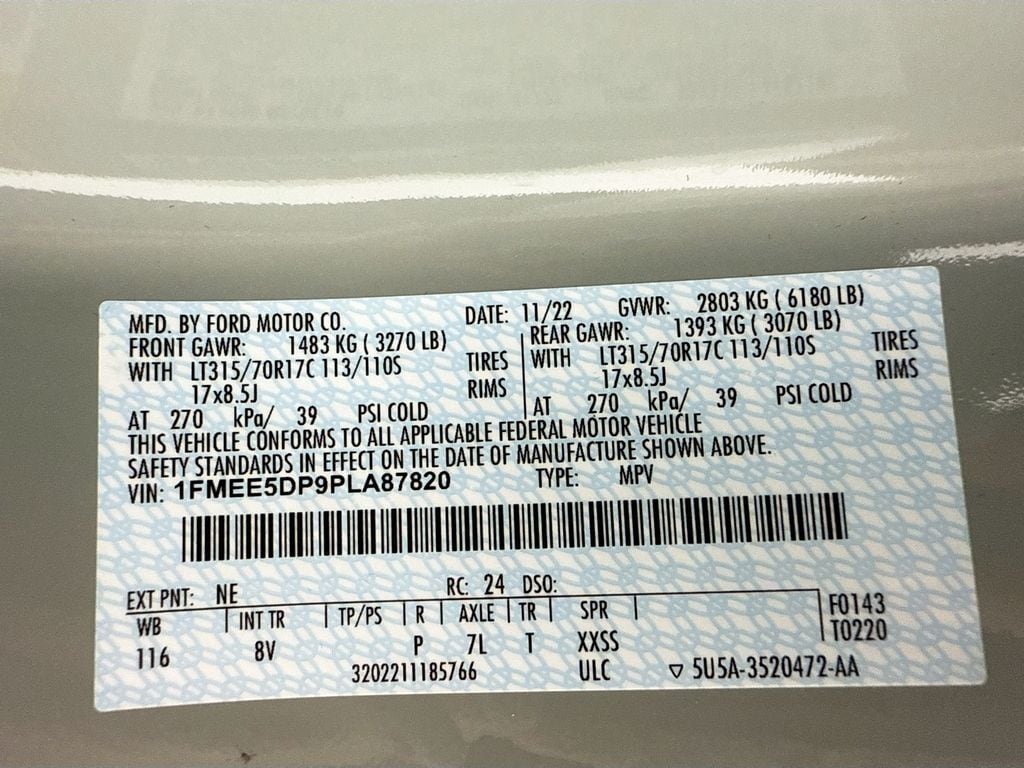 MFD. BY FORD MOTOR CO. DATE: 11/22 GVWR: 2803 KG ( 6180 LB)
FRONT GAWR: 1483 KG ( 3270 LB) REAR GAWR: 1393 KG ( 3070 LB)
WITH LT315/70R17C 113/110S TIRES WITH LT315/70R17C 113/110S TIRES
17x8.5J RIMS 17x8.5J RIMS
AT 270 kPa/ 39 PSI COLD AT 270 kPa/ 39 PSI COLD
THIS VEHICLE CONFORMS TO ALL APPLICABLE FEDERAL MOTOR VEHICLE
SAFETY STANDARDS IN EFFECT ON THE DATE OF MANUFACTURE SHOWN ABOVE.
VIN: 1FMEE5DP9PLA87820 TYPE: MPV
EXT PNT: NE RC: 24 DSO:
WB INT TR TP/PS R AXLE TR SPR F0143
116 8V P 7L T XXSS T0220
3202211185766 ULC ▽ 5U5A-3520472-AA